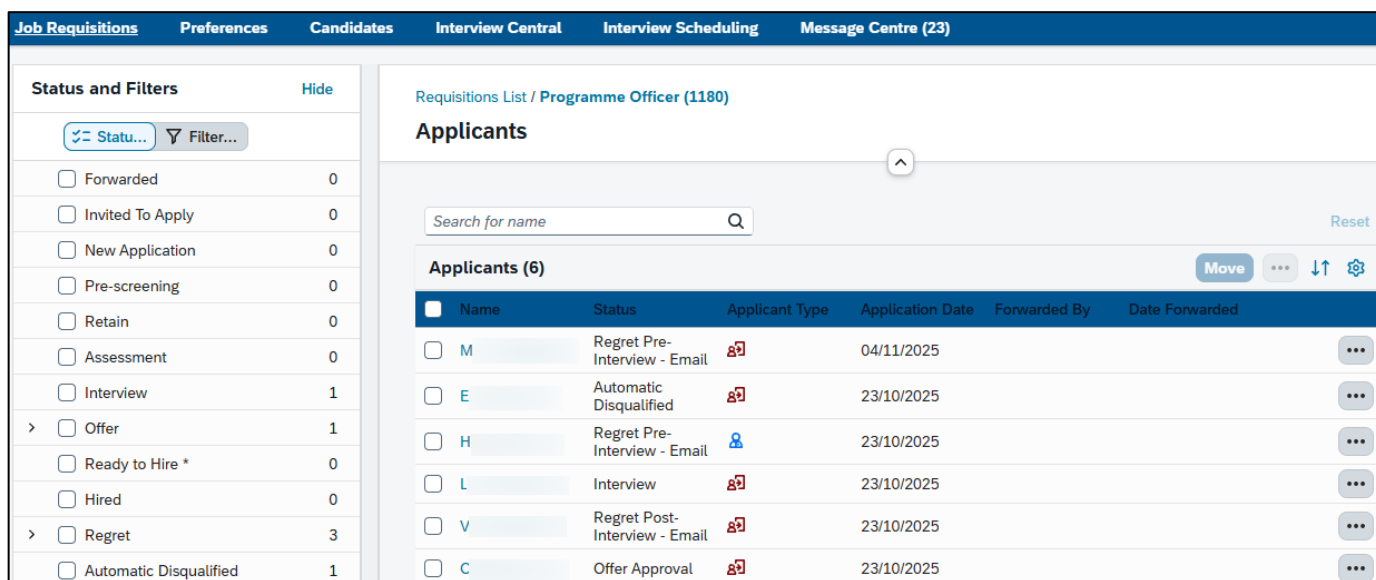 Job Requisitions Preferences Candidates Interview Central Interview Scheduling Message Centre (23)
Status and Filters Hide
Statu... Filter...
Forwarded 0
Invited To Apply 0
New Application 0
Pre-screening 0
Retain 0
Assessment 0
Interview 1
Offer 1
Ready to Hire * 0
Hired 0
Regret 3
Automatic Disqualified 1
Requisitions List / Programme Officer (1180)
Applicants
Search for name
Reset
Applicants (6) Move
Name Status Applicant Type Application Date Forwarded By Date Forwarded
M Regret Pre-
Interview - Email 04/11/2025
E Automatic
Disqualified 23/10/2025
H Regret Pre-
Interview - Email 23/10/2025
L Interview 23/10/2025
V Regret Post-
Interview - Email 23/10/2025
Offer Approval 23/10/2025